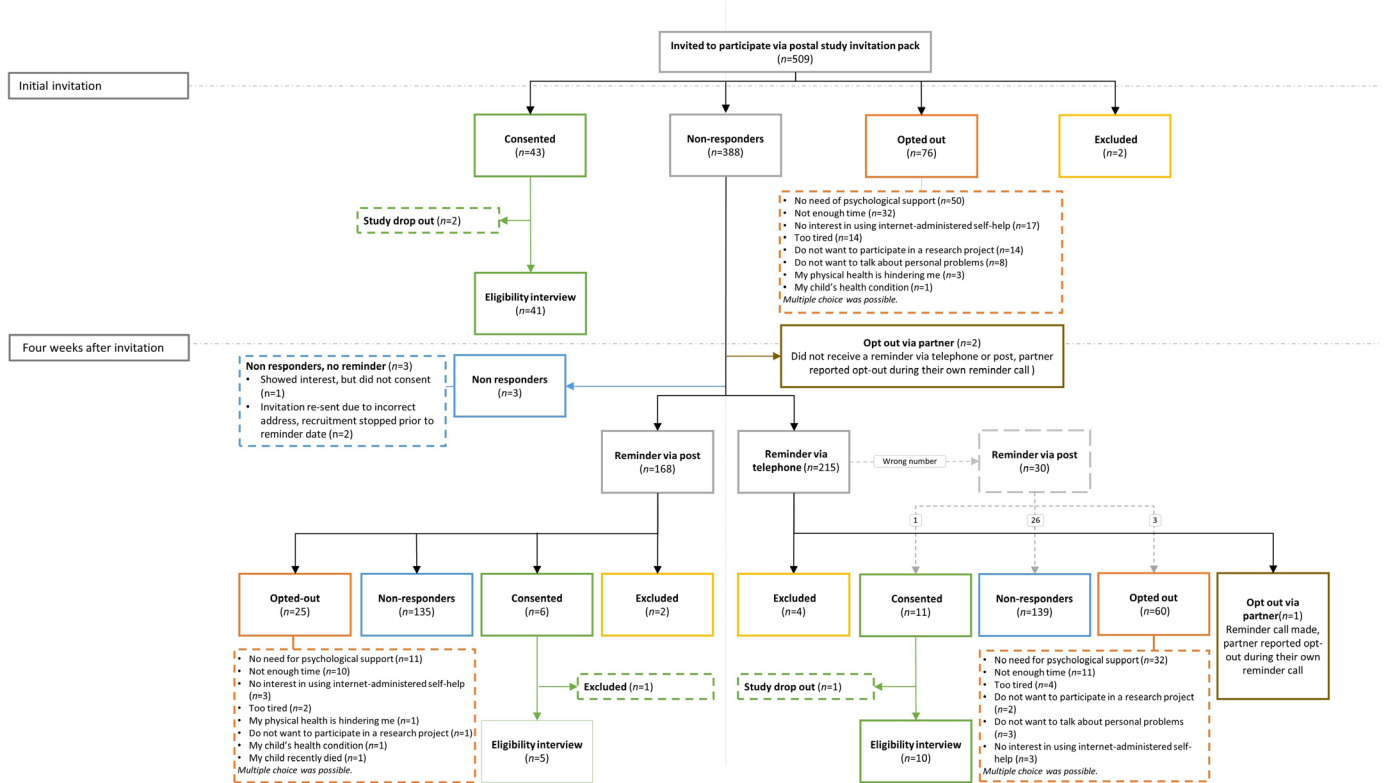 Invited to participate via postal study invitation pack
(n=509)
Initial invitation
Consented
(n=43)
Non-responders
(n=388)
Opted out
(n=76)
Excluded
(n=2)
Study drop out (n=2)
• No need of psychological support (n=50)
• Not enough time (n=32)
• No interest in using internet-administered self-help (n=17)
• Too tired (n=14)
• Do not want to participate in a research project (n=14)
• Do not want to talk about personal problems (n=8)
• My physical health is hindering me (n=3)
• My child's health condition (n=1)
Multiple choice was possible.
Eligibility interview
(n=41)
Four weeks after invitation
Opt out via partner (n=2)
Did not receive a reminder via telephone or post, partner
reported opt-out during their own reminder call )
Non responders, no reminder (n=3)
• Showed interest, but did not consent
(n=1)
• Invitation re-sent due to incorrect
address, recruitment stopped prior to
reminder date (n=2)
Non responders
(n=3)
Reminder via post
(n=168)
Reminder via
telephone (n=215)
Wrong number
Reminder via post
(n=30)
1
26
3
Opted-out
(n=25)
Non-responders
(n=135)
Consented
(n=6)
Excluded
(n=2)
Excluded
(n=4)
Consented
(n=11)
Non-responders
(n=139)
Opted out
(n=60)
Opt out via
partner(n=1)
Reminder call made,
partner reported opt-
out during their own
reminder call
• No need for psychological support (n=11)
• Not enough time (n=10)
• No interest in using internet-administered self-help
(n=3)
• Too tired (n=2)
• My physical health is hindering me (n=1)
• Do not want to participate in a research project (n=1)
• My child's health condition (n=1)
• My child recently died (n=1)
Multiple choice was possible.
Excluded (n=1)
Eligibility interview
(n=5)
Study drop out (n=1)
Eligibility interview
(n=10)
• No need for psychological support (n=32)
• Not enough time (n=11)
• Too tired (n=4)
• Do not want to participate in a research project
(n=2)
• Do not want to talk about personal problems
(n=3)
• No interest in using internet-administered self-
help (n=3)
Multiple choice was possible.